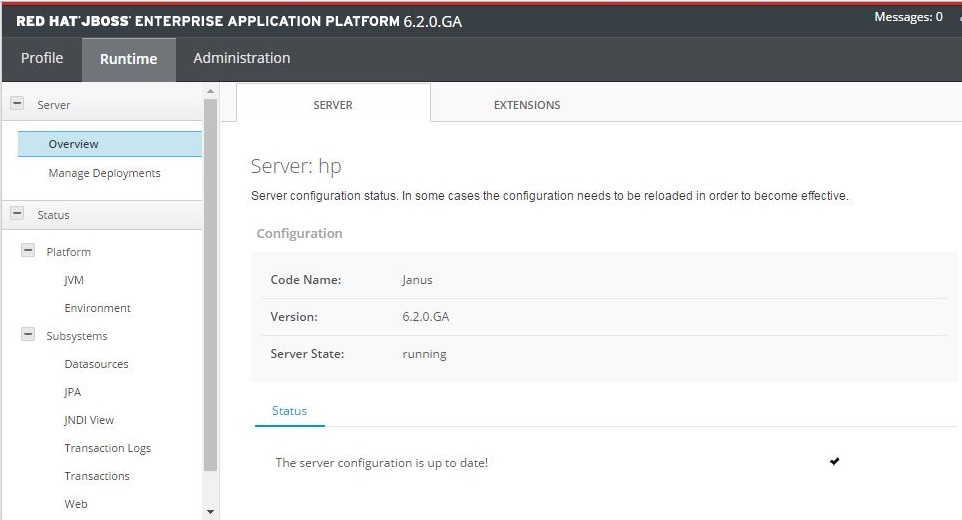 RED HAT JBOSS ENTERPRISE APPLICATION PLATFORM 6.2.0.GA
Messages: 0
Profile
Runtime
Administration
Server
Overview
Manage Deployments
Status
Platform
JVM
Environment
Subsystems
Datasources
JPA
JNDI View
Transaction Logs
Transactions
Web
SERVER
EXTENSIONS
Server: hp
Server configuration status. In some cases the configuration needs to be reloaded in order to become effective.
Configuration
Code Name: Janus
Version: 6.2.0.GA
Server State: running
Status
The server configuration is up to date!